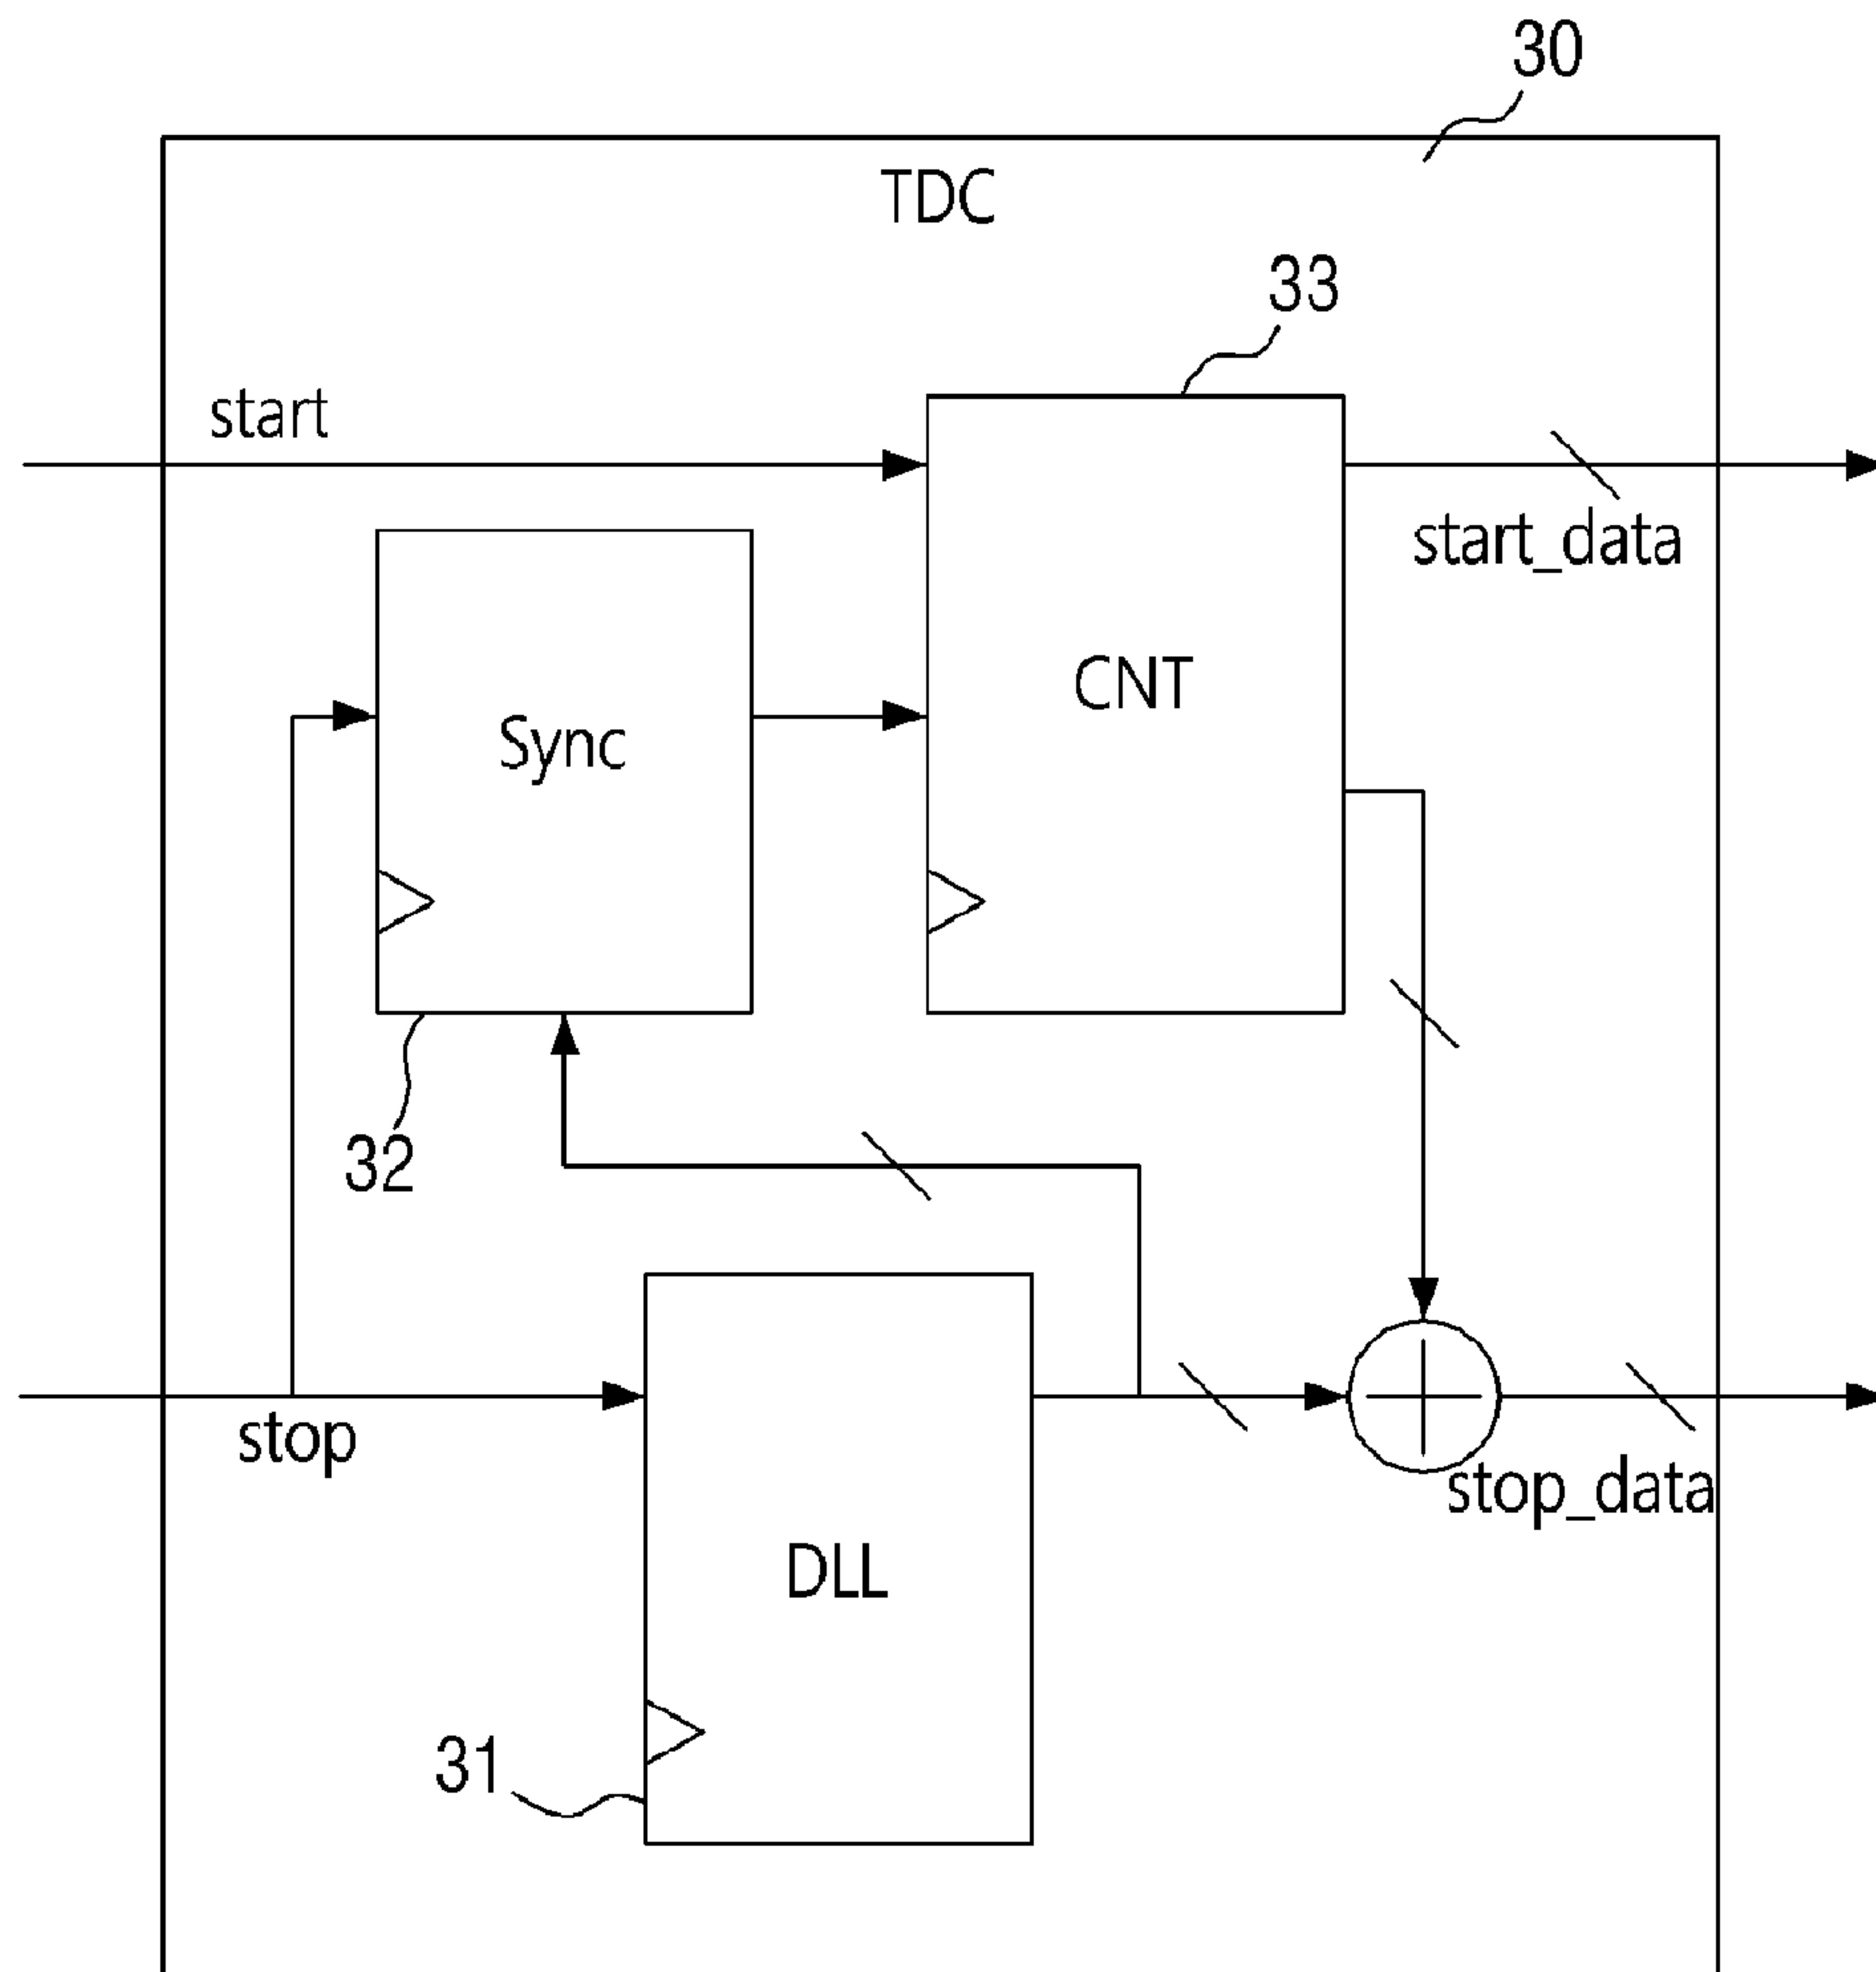 30
TDC
33
start
start_data
CNT
Sync
32
stop
stop_data
DLL
31